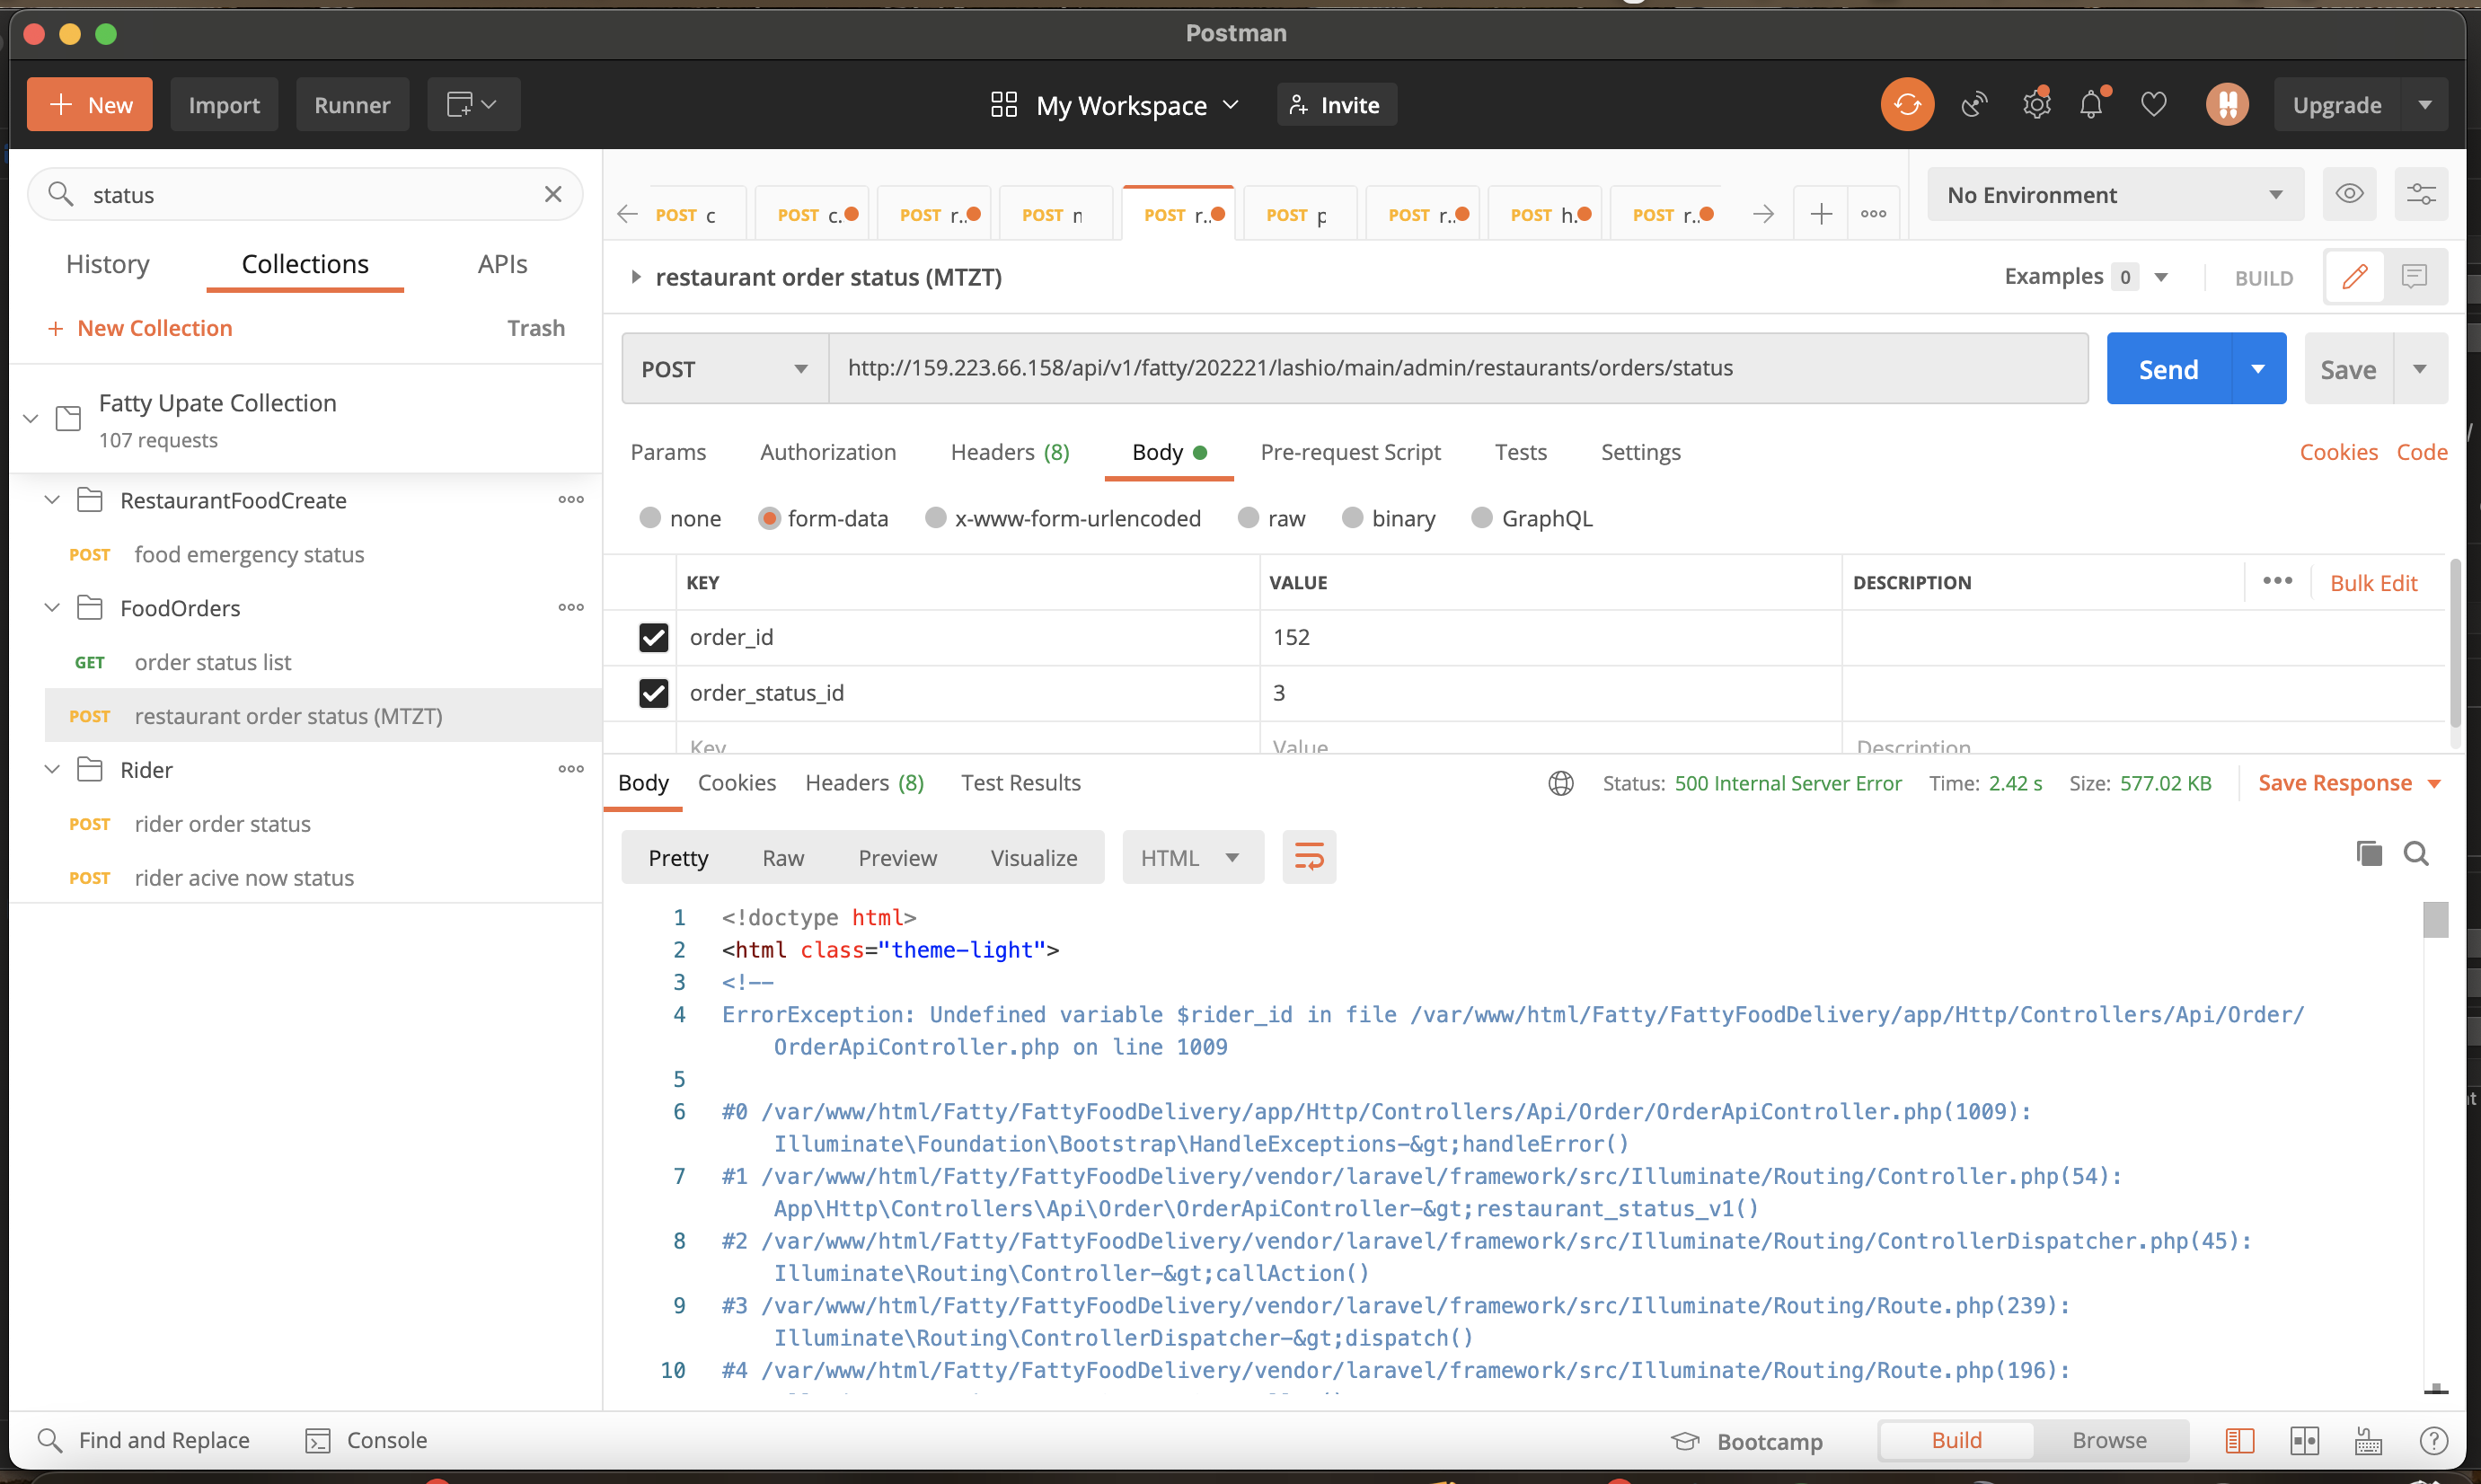 Postman
New
Import
Runner
My Workspace
Invite
Upgrade
status
History
Collections
APIs
+ New Collection
Trash
Fatty Upate Collection
107 requests
RestaurantFoodCreate
POST food emergency status
FoodOrders
GET order status list
POST restaurant order status (MTZT)
Rider
POST rider order status
POST rider acive now status
POST c
POST c.
POST r..
POST
POST r..
POST
POST r..
POST h.
POST r..
No Environment
restaurant order status (MTZT)
Examples 0
BUILD
POST
http://159.223.66.158/api/v1/fatty/202221/lashio/main/admin/restaurants/orders/status
Send
Save
Params
Authorization
Headers (8)
Body
Pre-request Script
Tests
Settings
Cookies
Code
none
form-data
x-www-form-urlencoded
raw
binary
GraphQL
KEY
VALUE
DESCRIPTION
Bulk Edit
order_id
152
order_status_id
3
Key
Value
Description
Body
Cookies
Headers (8)
Test Results
Status: 500 Internal Server Error
Time: 2.42 s
Size: 577.02 KB
Save Response
Pretty
Raw
Preview
Visualize
HTML
1 <!doctype html>
2 <html class="theme-light">
3 <!--
4 ErrorException: Undefined variable $rider_id in file /var/www/html/Fatty/FattyFoodDelivery/app/Http/Controllers/Api/Order/
OrderApiController.php on line 1009
5
6 #0 /var/www/html/Fatty/FattyFoodDelivery/app/Http/Controllers/Api/Order/OrderApiController.php(1009):
Illuminate\Foundation\Bootstrap\HandleExceptions-&gt;handleError()
7 #1 /var/www/html/Fatty/FattyFoodDelivery/vendor/laravel/framework/src/Illuminate/Routing/Controller.php(54):
App\Http\Controllers\Api\Order\OrderApiController-&gt;restaurant_status_v1()
8 #2 /var/www/html/Fatty/FattyFoodDelivery/vendor/laravel/framework/src/Illuminate/Routing/ControllerDispatcher.php(45):
Illuminate\Routing\Controller-&gt;callAction()
9 #3 /var/www/html/Fatty/FattyFoodDelivery/vendor/laravel/framework/src/Illuminate/Routing/Route.php(239):
Illuminate\Routing\ControllerDispatcher-&gt;dispatch()
10 #4 /var/www/html/Fatty/FattyFoodDelivery/vendor/laravel/framework/src/Illuminate/Routing/Route.php(196):
Find and Replace
Console
Bootcamp
Build
Browse